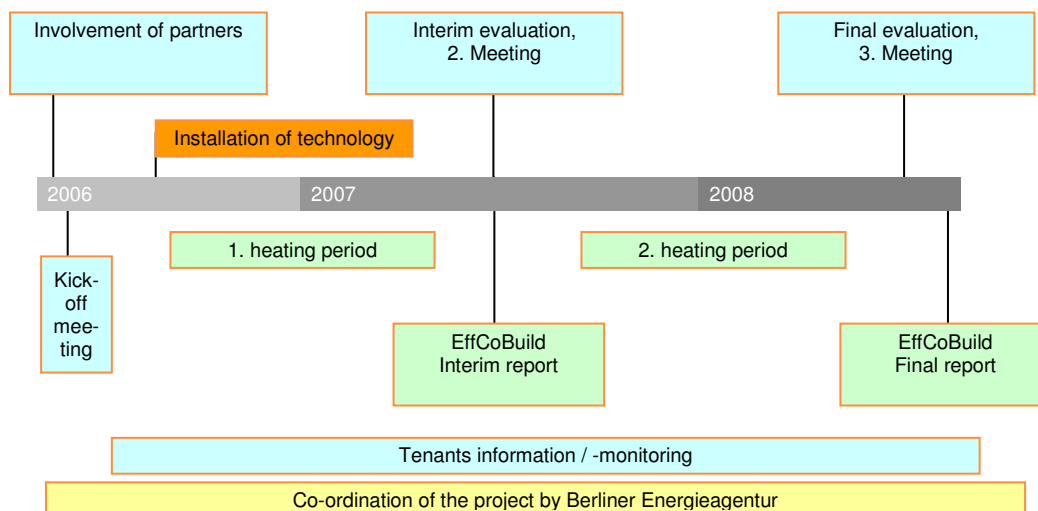 Involvement of partners
Interim evaluation,
2. Meeting
Final evaluation,
3. Meeting
Installation of technology
2006
2007
2008
1. heating period
2. heating period
Kick-
off
mee-
ting
EffCoBuild
Interim report
EffCoBuild
Final report
Tenants information / -monitoring
Co-ordination of the project by Berliner Energieagentur